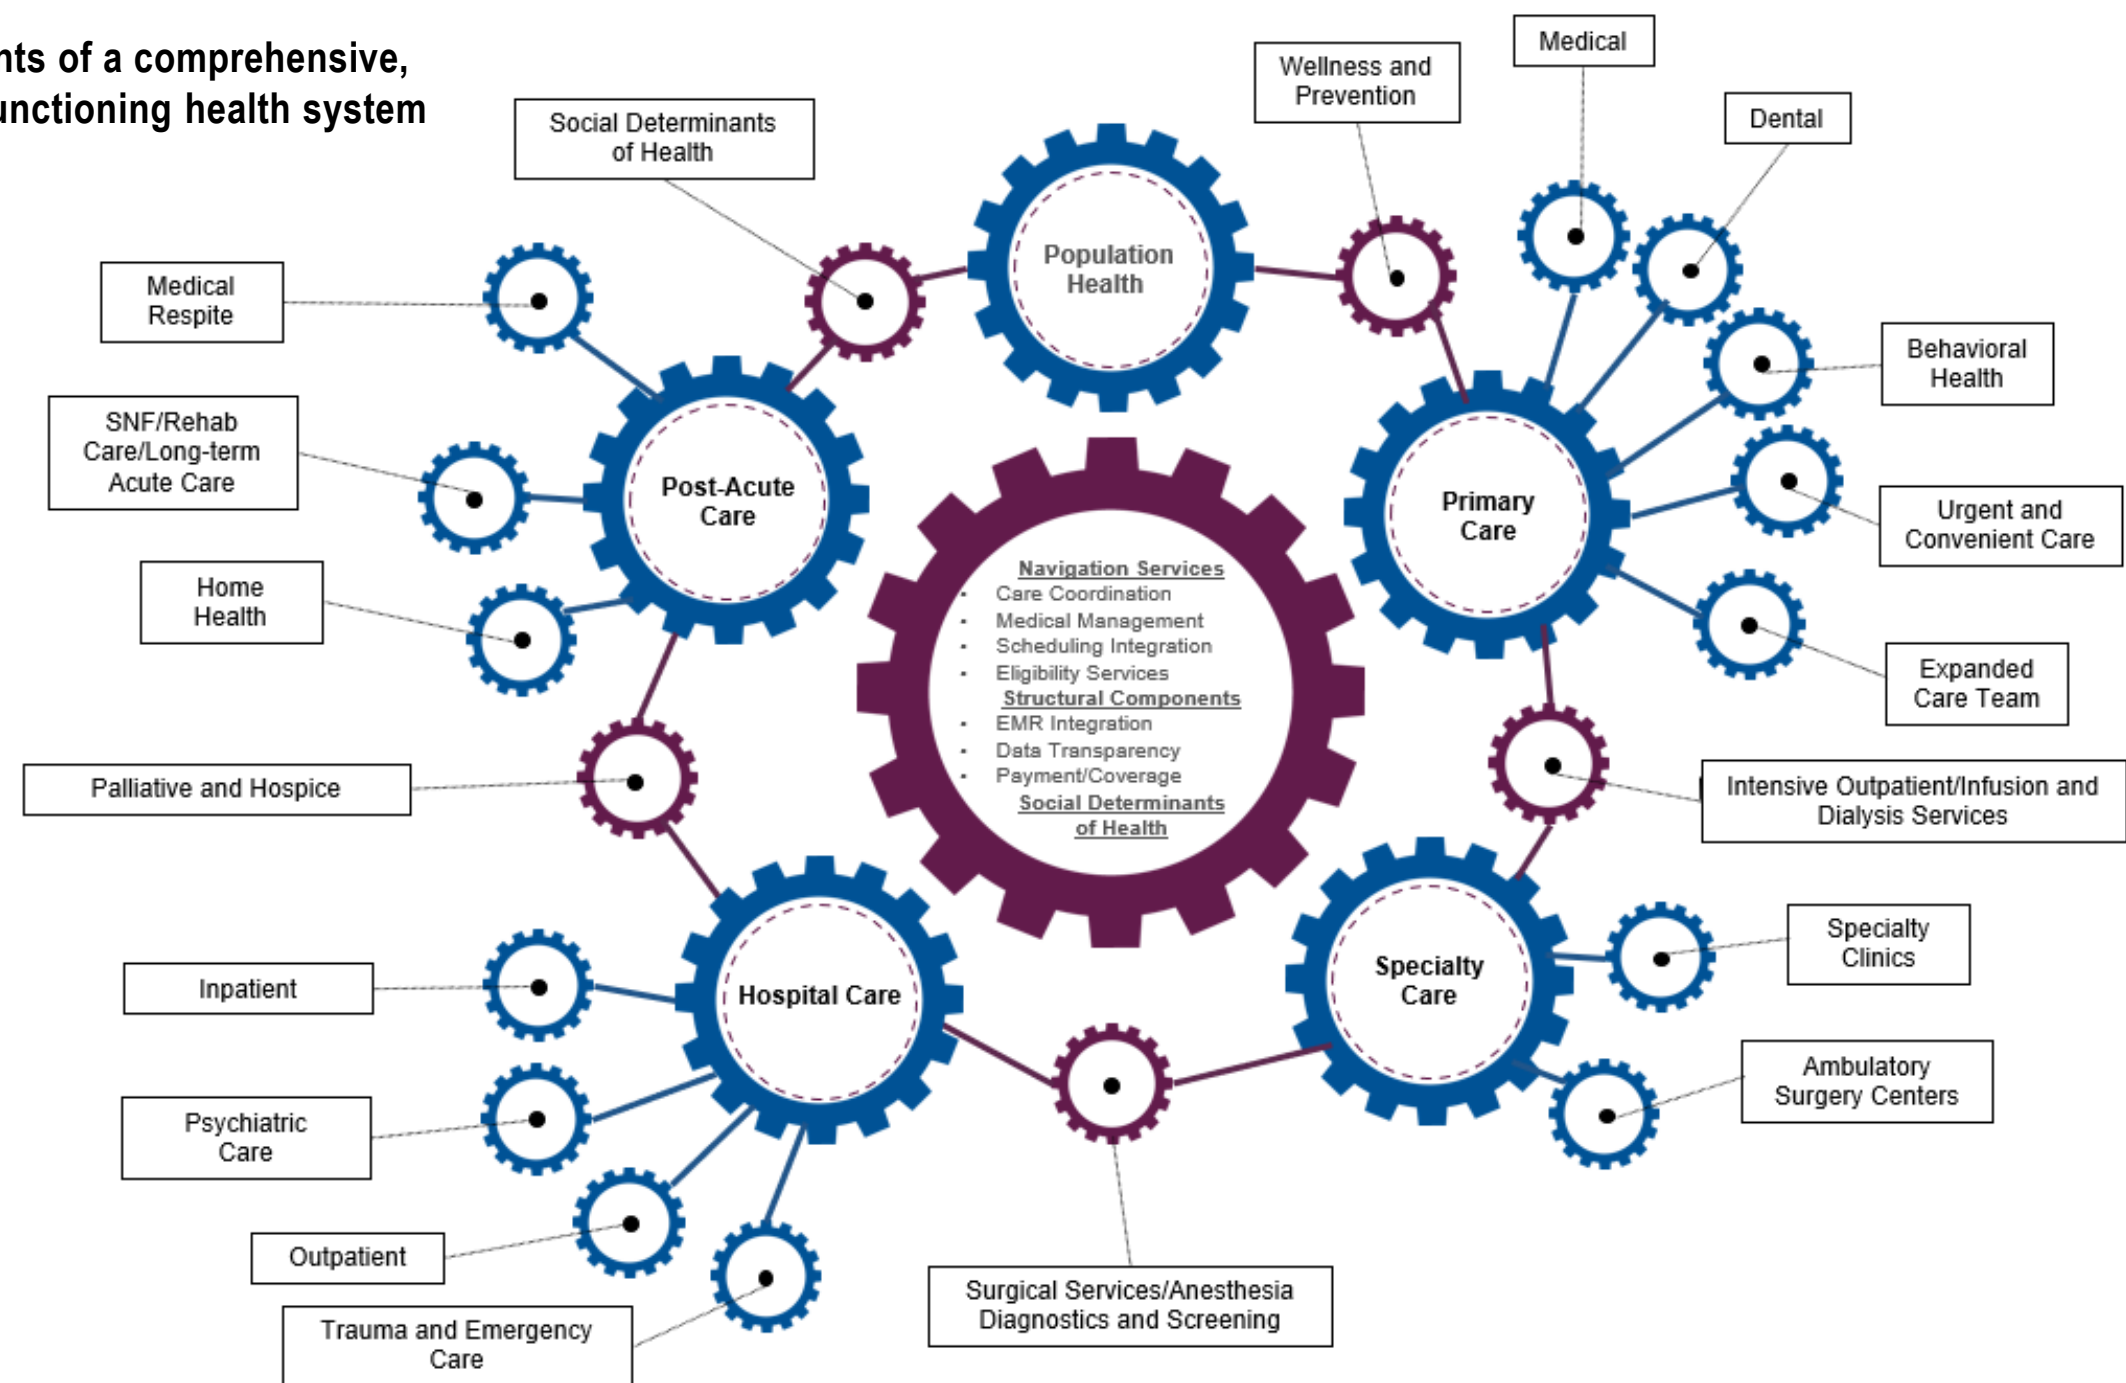 of a comprehensive,
health system
Social Determinants
of Health
Wellness and
Prevention
Medical
Dental
Population
Health
Medical
Respite
Behavioral
Health
SNF/Rehab
Care/Long-term
Acute Care
Post-Acute
Care
Primary
Care
Urgent and
Convenient Care
Home
Health
Expanded
Care Team
Navigation Services
▪ Care Coordination
▪ Medical Management
▪ Scheduling Integration
▪ Eligibility Services
Structural Components
▪ EMR Integration
▪ Data Transparency
▪ Payment/Coverage
Social Determinants
of Health
Palliative and Hospice
Intensive Outpatient/Infusion and
Dialysis Services
Inpatient
Hospital Care
Specialty
Care
Specialty
Clinics
Psychiatric
Care
Ambulatory
Surgery Centers
Outpatient
Trauma and Emergency
Care
Surgical Services/Anesthesia
Diagnostics and Screening